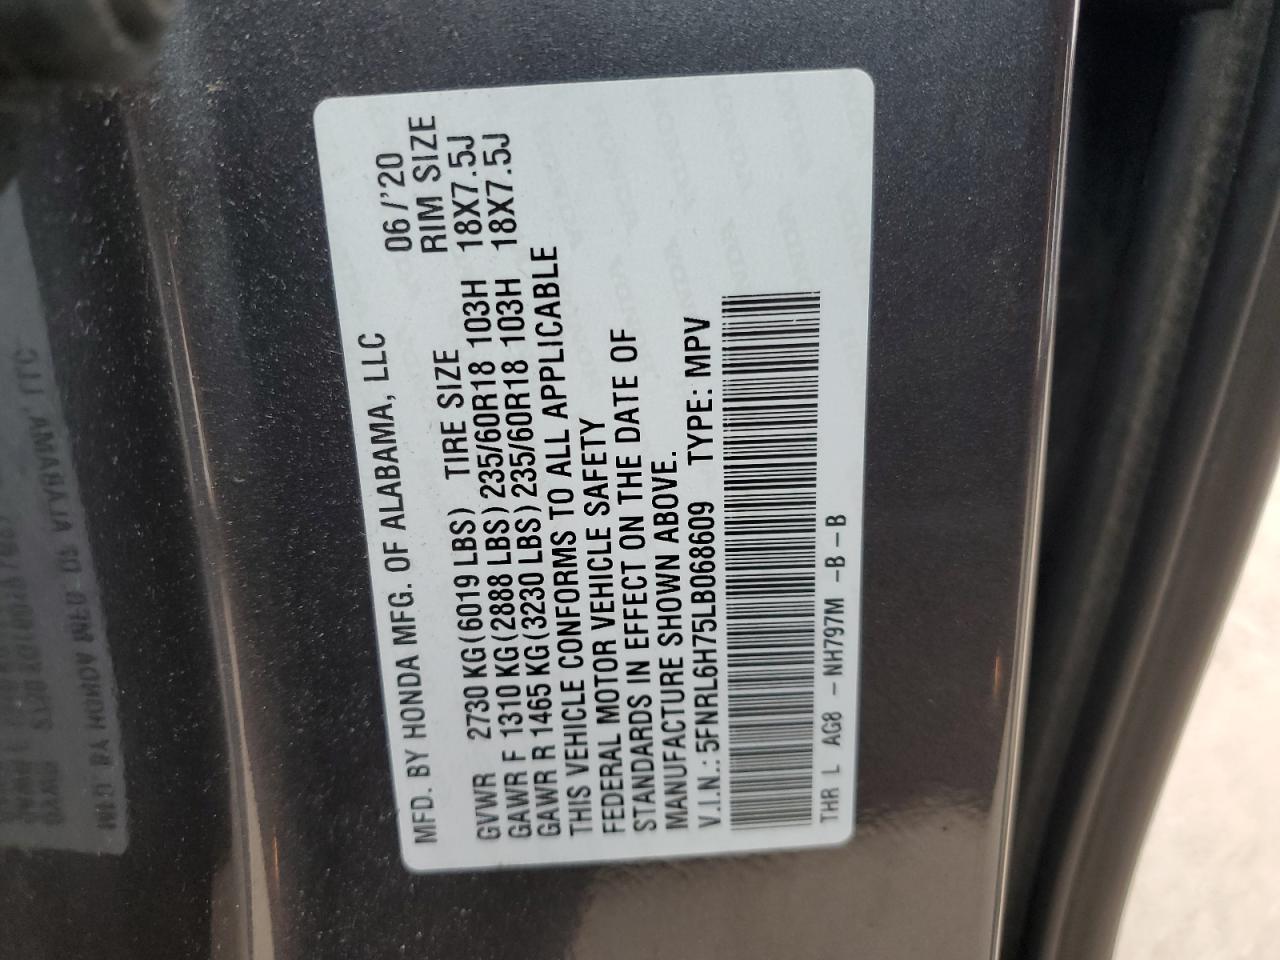 MFD. BY HONDA MFG. OF ALABAMA, LLC 06/'20
GVWR 2730 KG(6019 LBS) TIRE SIZE RIM SIZE
GAWR F 1310 KG(2888 LBS) 235/60R18 103H 18X7.5J
GAWR R 1465 KG(3230 LBS) 235/60R18 103H 18X7.5J
THIS VEHICLE CONFORMS TO ALL APPLICABLE
FEDERAL MOTOR VEHICLE SAFETY
STANDARDS IN EFFECT ON THE DATE OF
MANUFACTURE SHOWN ABOVE.
V.I.N.: 5FNRL6H75LB068609 TYPE: MPV
THR L AG8 - NH797M -B -B